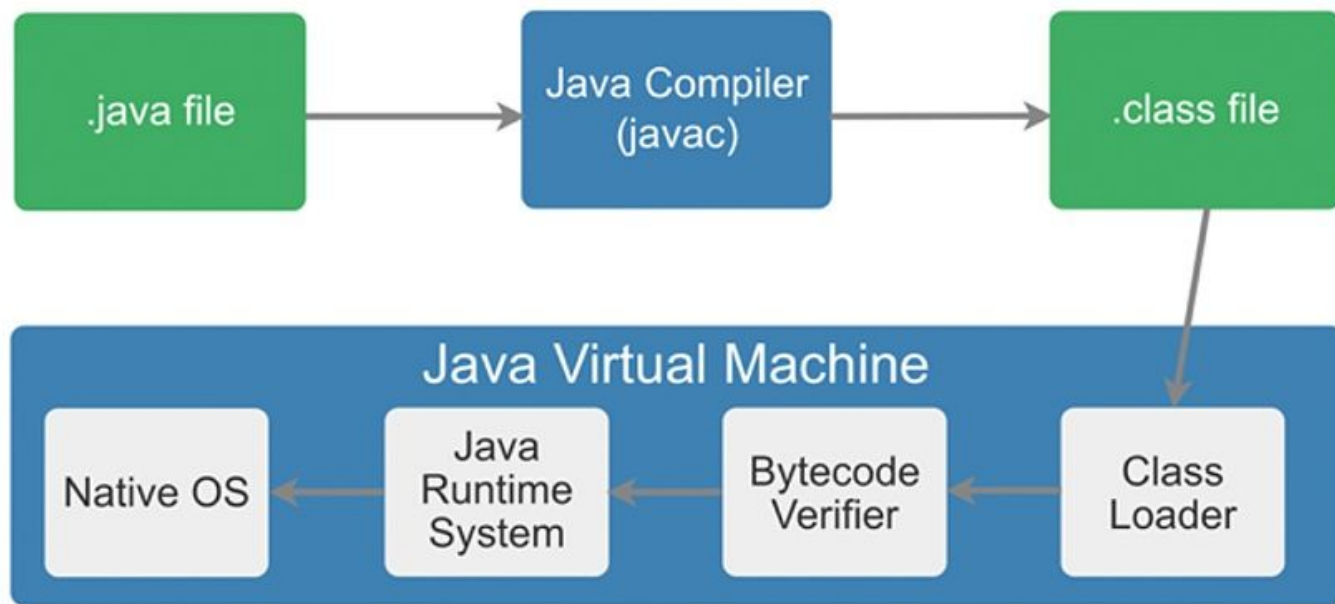 .java file
Java Compiler
(javac)
.class file
Java Virtual Machine
Native OS
Java
Runtime
System
Bytecode
Verifier
Class
Loader